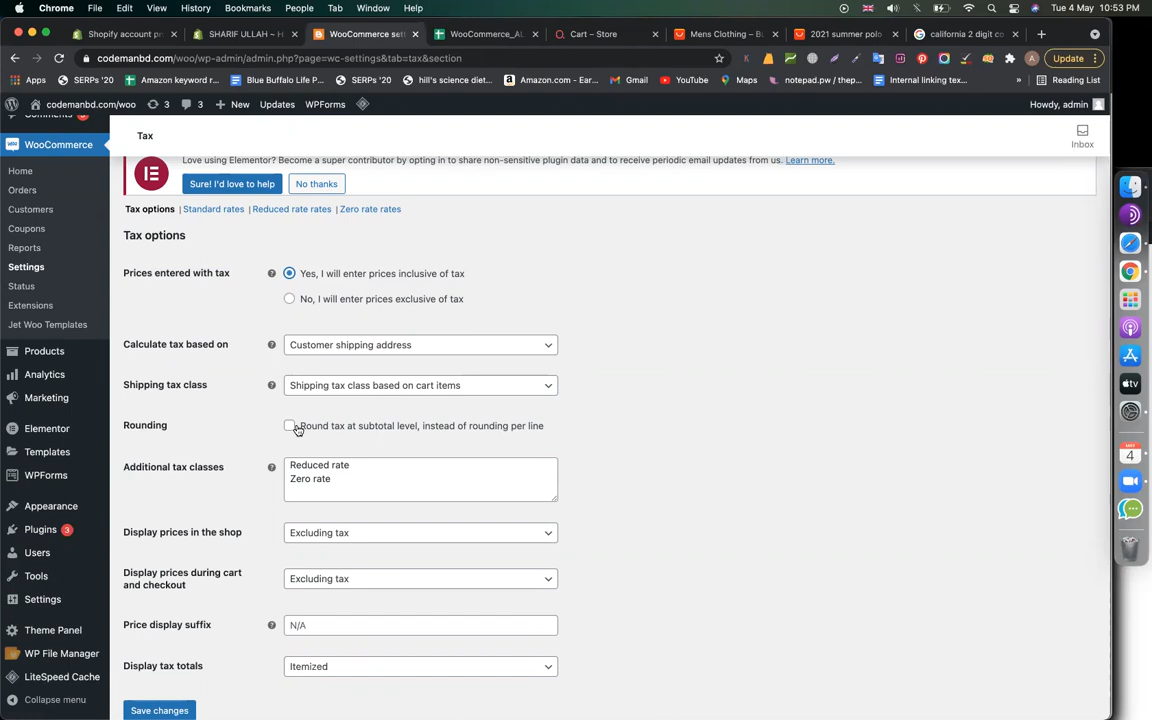 Chrome File Edit View History Bookmarks People Tab Window Help Tue 4 May 10:53 PM
Shopify account pr SHARIF ULLAH ~ H WooCommerce set WooCommerce_AL Cart – Store Mens Clothing – Bu 2021 summer polo california 2 digit co
codemanbd.com/woo/wp-admin/admin.php?page=wc-settings&tab=tax&section Update
Apps SERPs '20 Amazon keyword r... Blue Buffalo Life P... SERPs '20 hill's science diet... Amazon.com - Ear... Gmail YouTube Maps notepad.pw / thep... Internal linking tex... » Reading List
codemanbd.com/woo 3 3 + New Updates WPForms Howdy, admin
Comments
WooCommerce
Home
Orders
Customers
Coupons
Reports
Settings
Status
Extensions
Jet Woo Templates
Products
Analytics
Marketing
Elementor
Templates
WPForms
Appearance
Plugins 3
Users
Tools
Settings
Theme Panel
WP File Manager
LiteSpeed Cache
Collapse menu
Tax
Inbox
Love using Elementor? Become a super contributor by opting in to share non-sensitive plugin data and to receive periodic email updates from us. Learn more.
Sure! I'd love to help No thanks
Tax options | Standard rates | Reduced rate rates | Zero rate rates
Tax options
Prices entered with tax Yes, I will enter prices inclusive of tax
No, I will enter prices exclusive of tax
Calculate tax based on Customer shipping address
Shipping tax class Shipping tax class based on cart items
Rounding Round tax at subtotal level, instead of rounding per line
Additional tax classes Reduced rate
Zero rate
Display prices in the shop Excluding tax
Display prices during cart
and checkout Excluding tax
Price display suffix N/A
Display tax totals Itemized
Save changes
tv
4